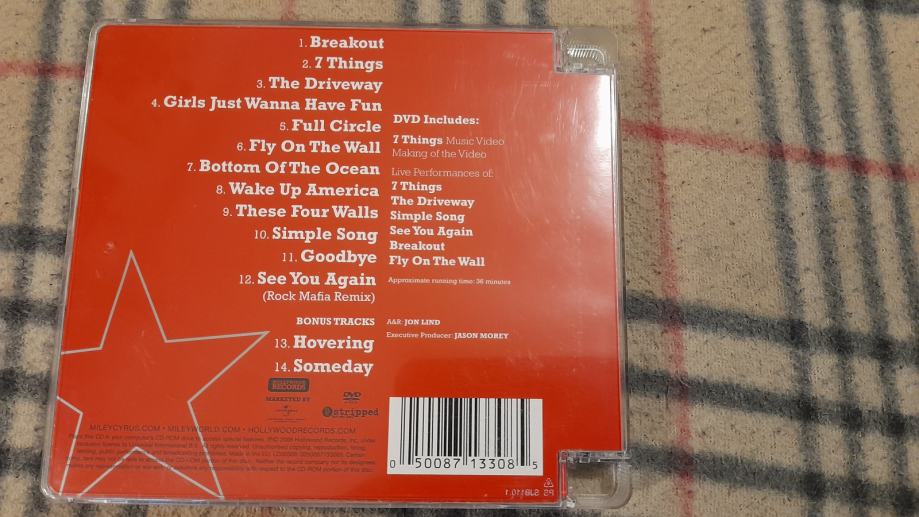 1. Breakout
2. 7 Things
3. The Driveway
4. Girls Just Wanna Have Fun
5. Full Circle
6. Fly On The Wall
7. Bottom Of The Ocean
8. Wake Up America
9. These Four Walls
10. Simple Song
11. Goodbye
12. See You Again
(Rock Mafia Remix)
BONUS TRACKS
13. Hovering
14. Someday
DVD Includes:
7 Things Music Video
Making of the Video
Live Performances of:
7 Things
The Driveway
Simple Song
See You Again
Breakout
Fly On The Wall
Approximate running time: 36 minutes
A&R: JON LIND
Executive Producer: JASON MOREY
HOLLYWOOD
RECORDS
MARKETED BY
DVD
stripped
MILEYCYRUS.COM • MILEYWORLD.COM • HOLLYWOODRECORDS.COM
0 50087 13308 5